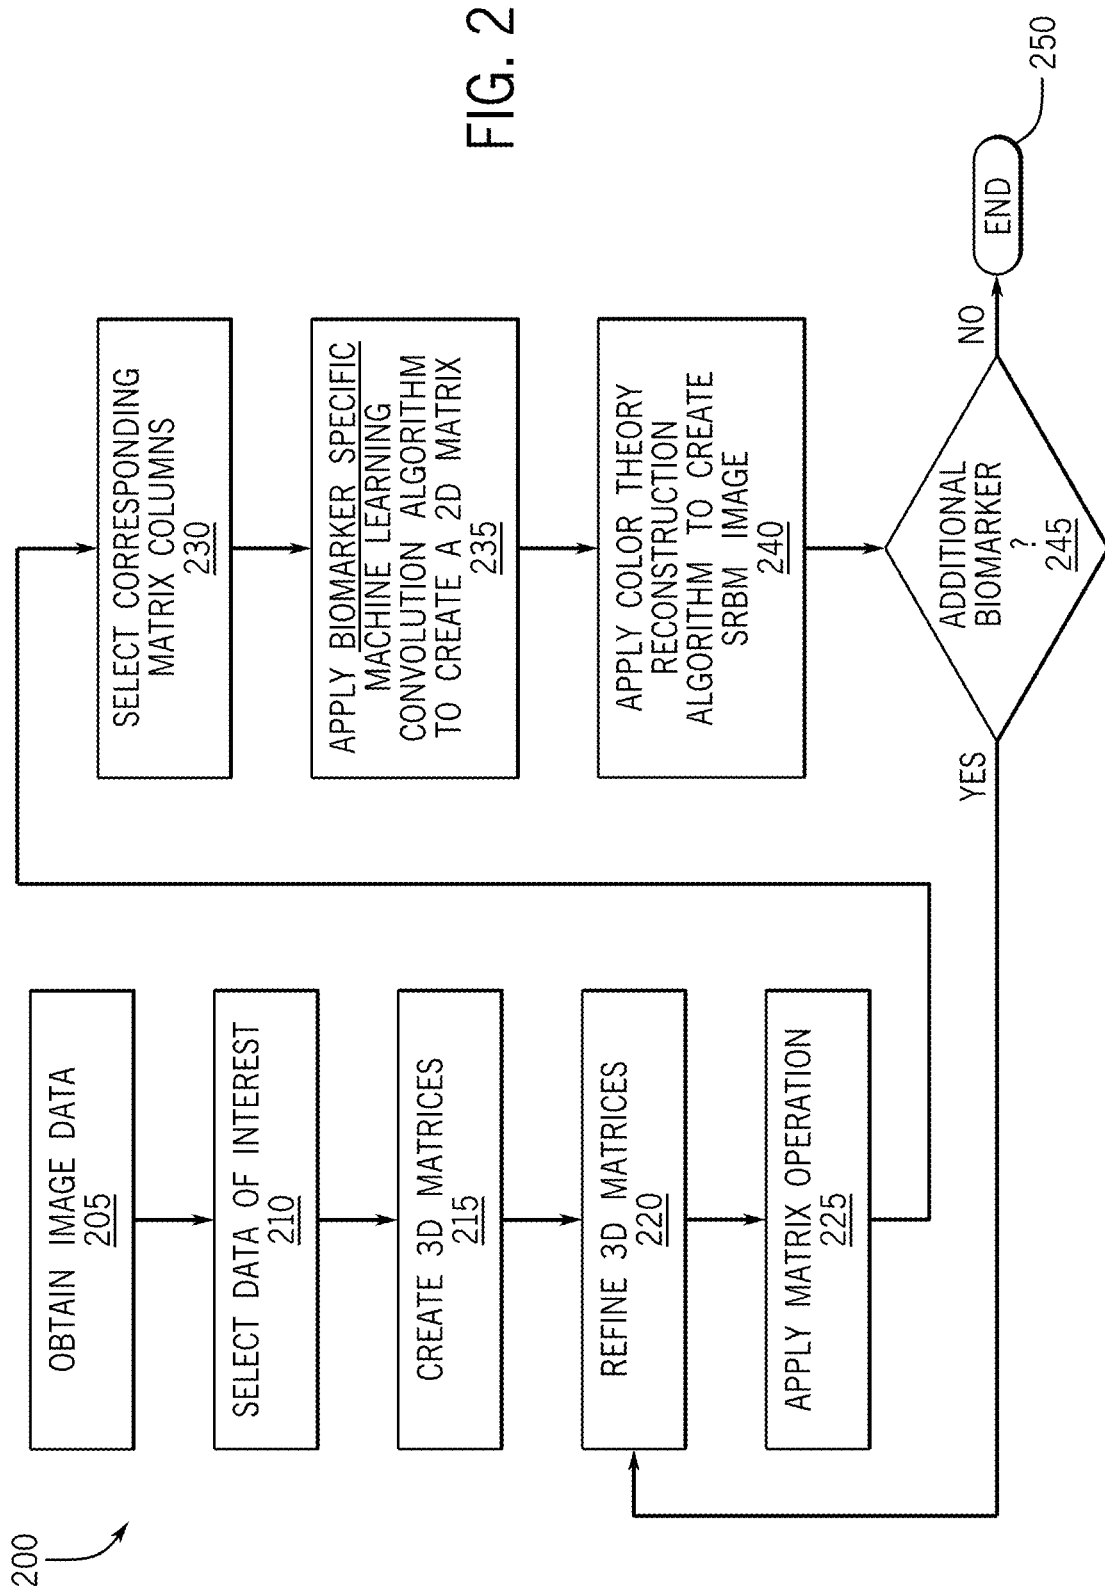 200
OBTAIN IMAGE DATA
205
SELECT DATA OF INTEREST
210
CREATE 3D MATRICES
215
REFINE 3D MATRICES
220
APPLY MATRIX OPERATION
225
SELECT CORRESPONDING
MATRIX COLUMNS
230
APPLY BIOMARKER SPECIFIC
MACHINE LEARNING
CONVOLUTION ALGORITHM
TO CREATE A 2D MATRIX
235
APPLY COLOR THEORY
RECONSTRUCTION
ALGORITHM TO CREATE
SRBM IMAGE
240
ADDITIONAL
BIOMARKER
?
245
YES
NO
END
250
FIG. 2